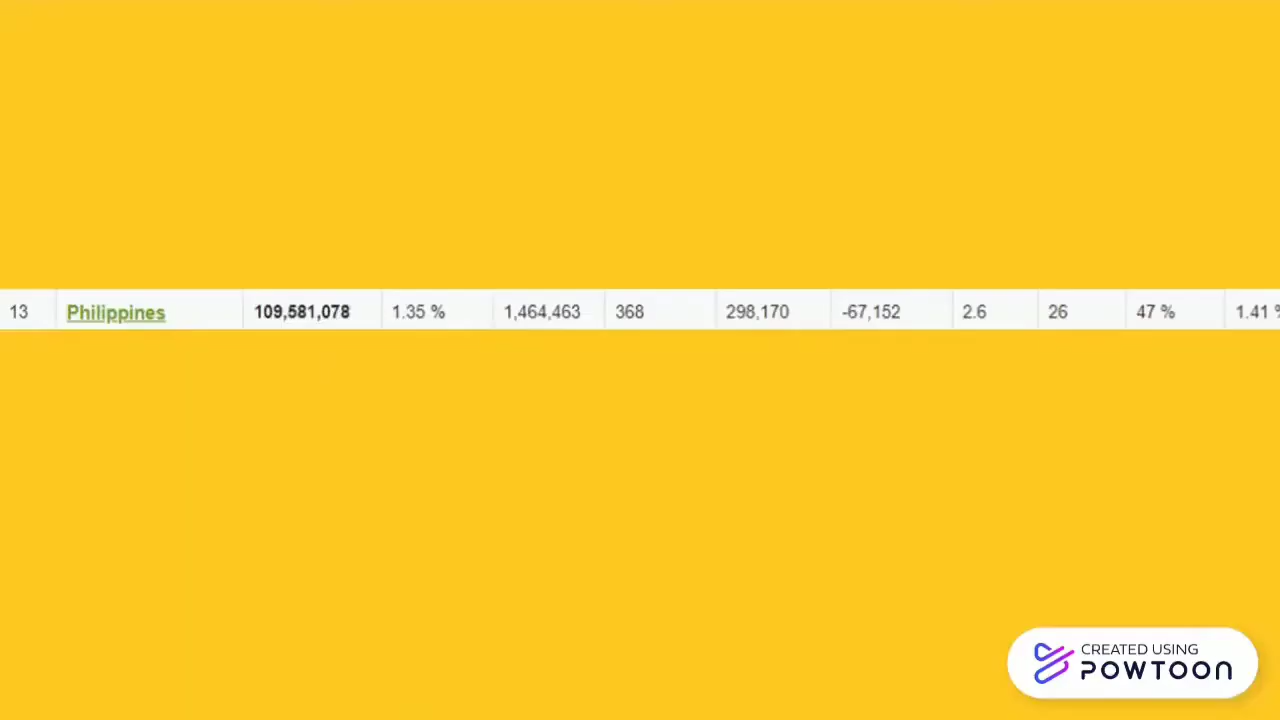 13 Philippines 109,581,078 1.35 % 1,464,463 368 298,170 -67,152 2.6 26 47 % 1.41 %
CREATED USING
POWTOON